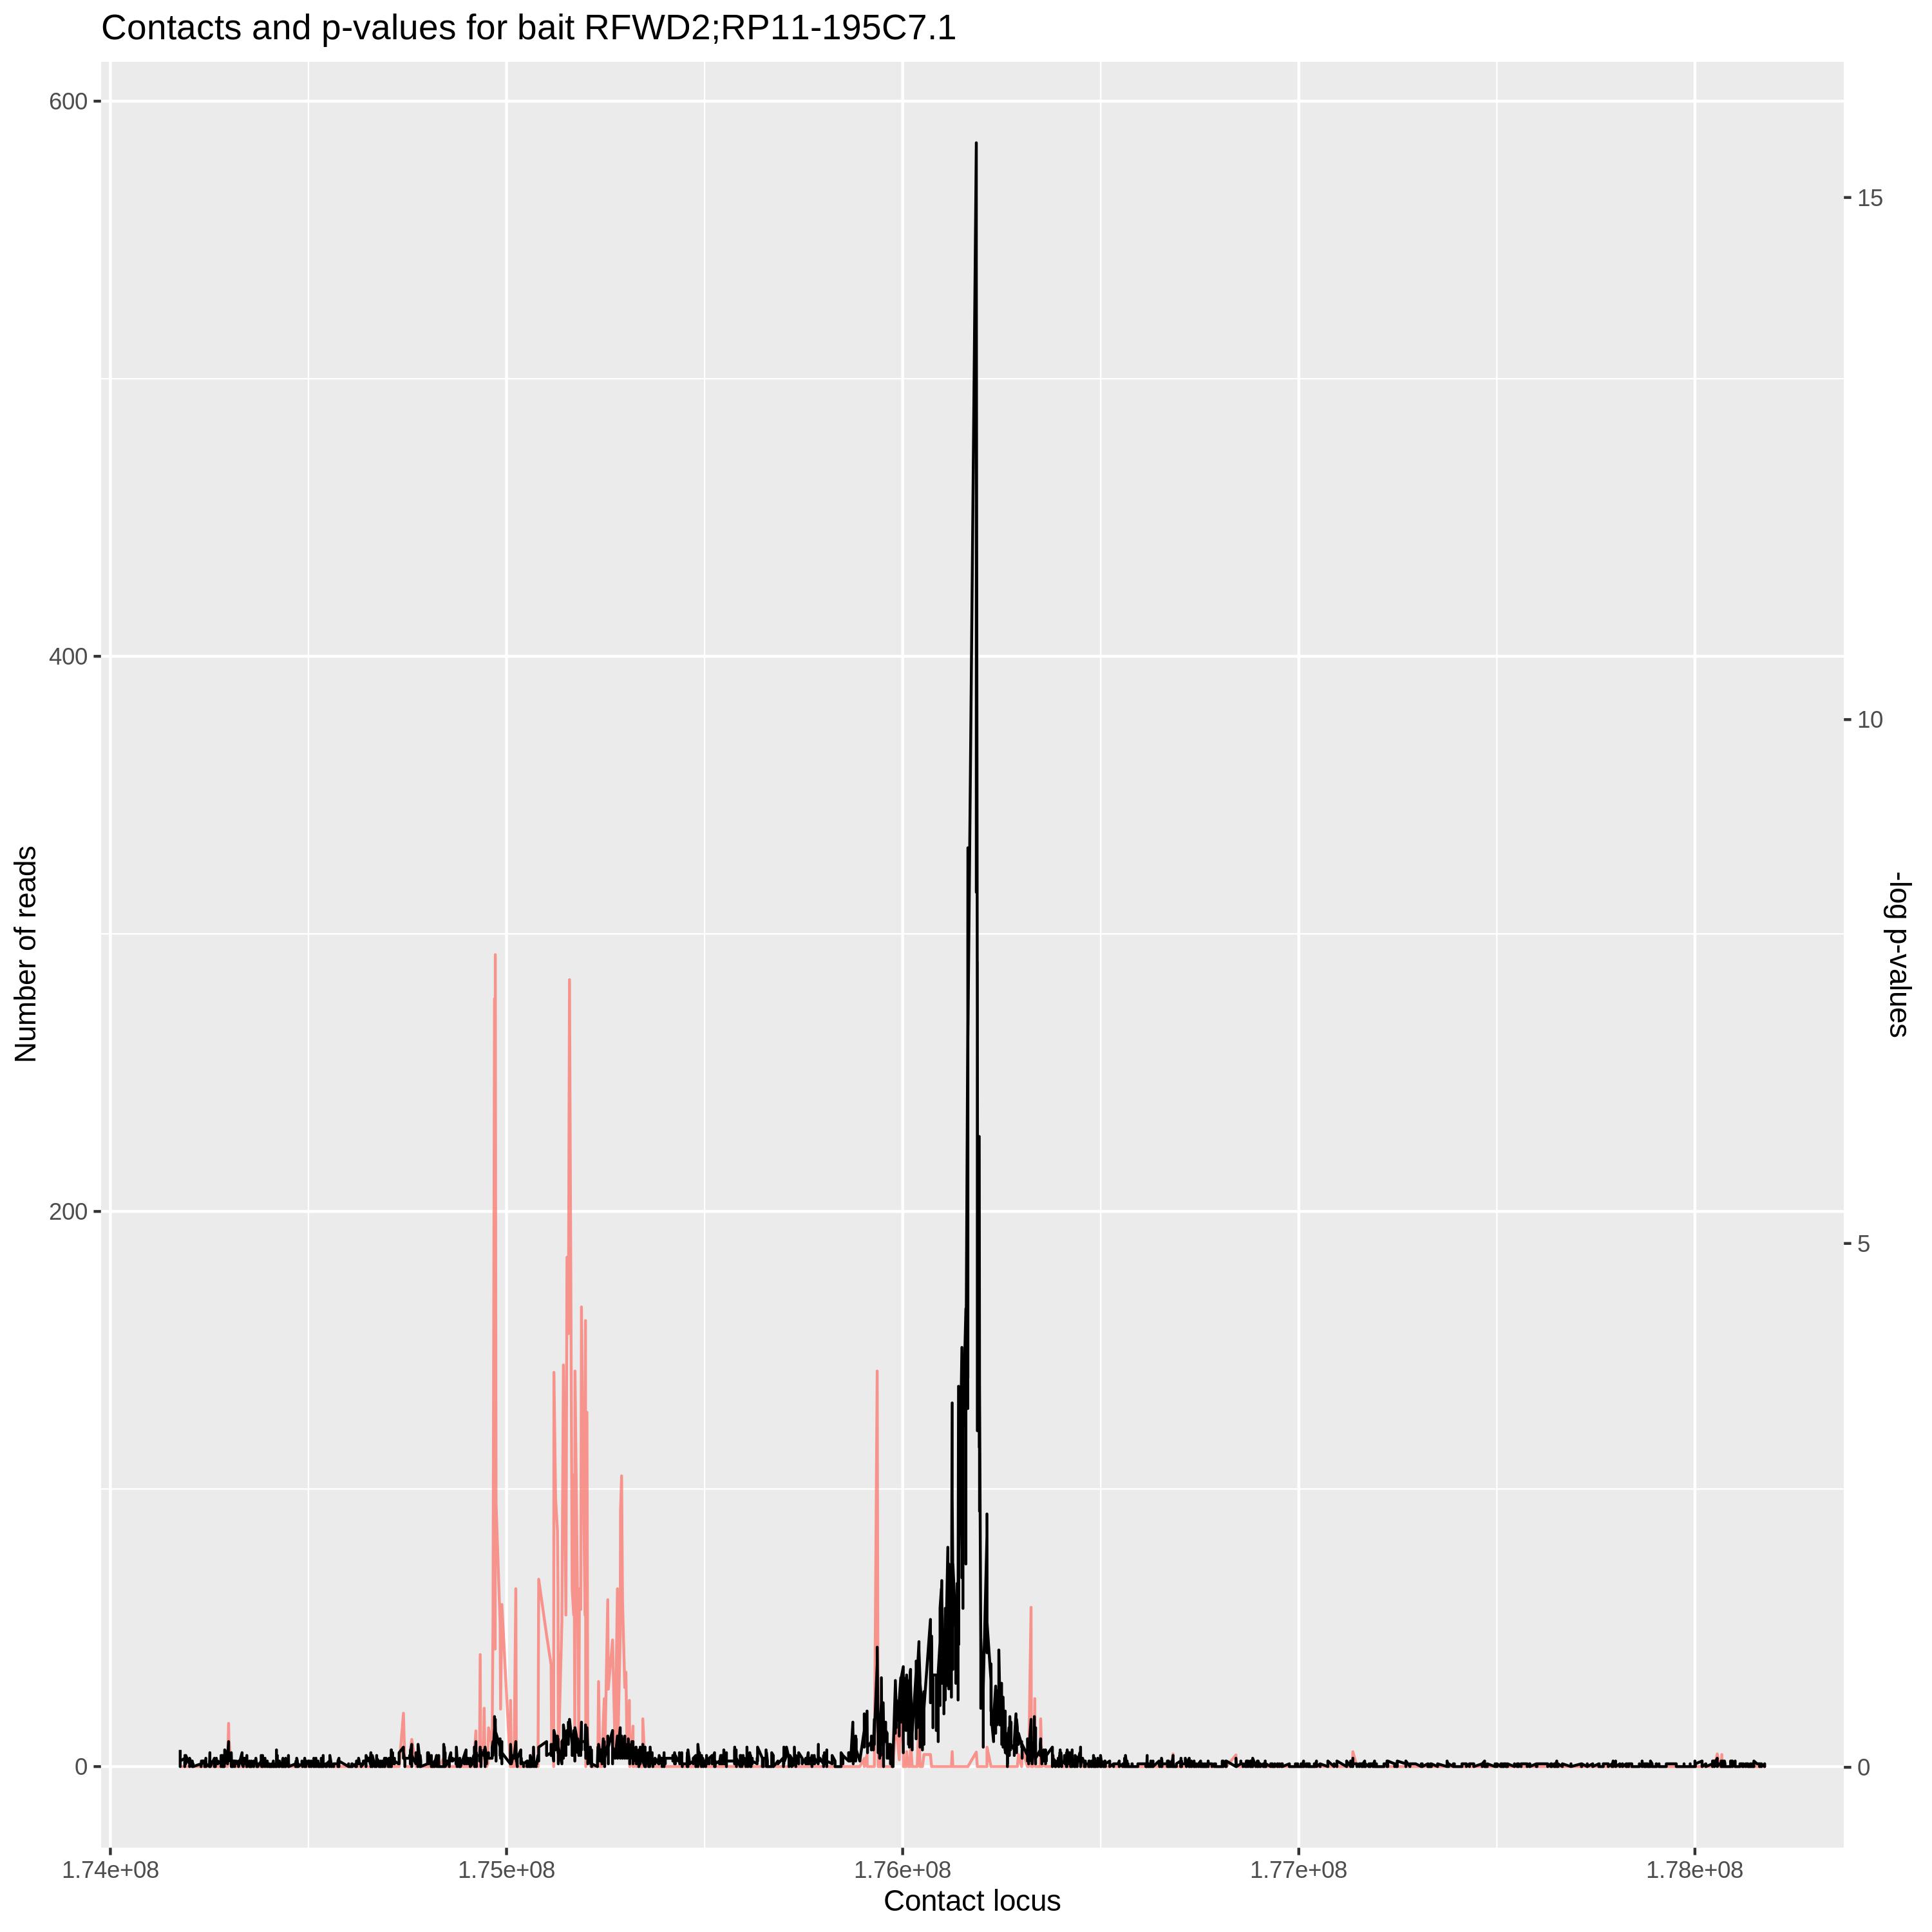 Contacts and p-values for bait RFWD2;RP11-195C7.1
600
400
200
0
Number of reads
15
10
5
0
-log p-values
1.74e+08
1.75e+08
1.76e+08
1.77e+08
1.78e+08
Contact locus